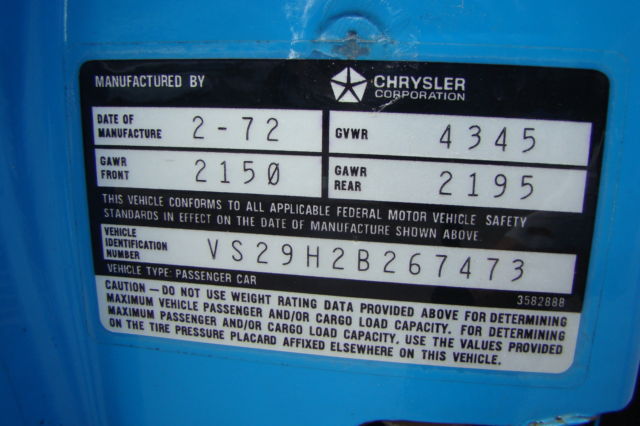 MANUFACTURED BY CHRYSLER CORPORATION
DATE OF MANUFACTURE 2-72 GVWR 4345
GAWR FRONT 2150 GAWR REAR 2195
THIS VEHICLE CONFORMS TO ALL APPLICABLE FEDERAL MOTOR VEHICLE SAFETY
STANDARDS IN EFFECT ON THE DATE OF MANUFACTURE SHOWN ABOVE.
VEHICLE IDENTIFICATION NUMBER VS29H2B267473
VEHICLE TYPE: PASSENGER CAR 3582888
CAUTION – DO NOT USE WEIGHT RATING DATA PROVIDED ABOVE FOR DETERMINING
MAXIMUM VEHICLE PASSENGER AND/OR CARGO LOAD CAPACITY. FOR DETERMINING
MAXIMUM PASSENGER AND/OR CARGO LOAD CAPACITY, USE THE VALUES PROVIDED
ON THE TIRE PRESSURE PLACARD AFFIXED ELSEWHERE ON THIS VEHICLE.